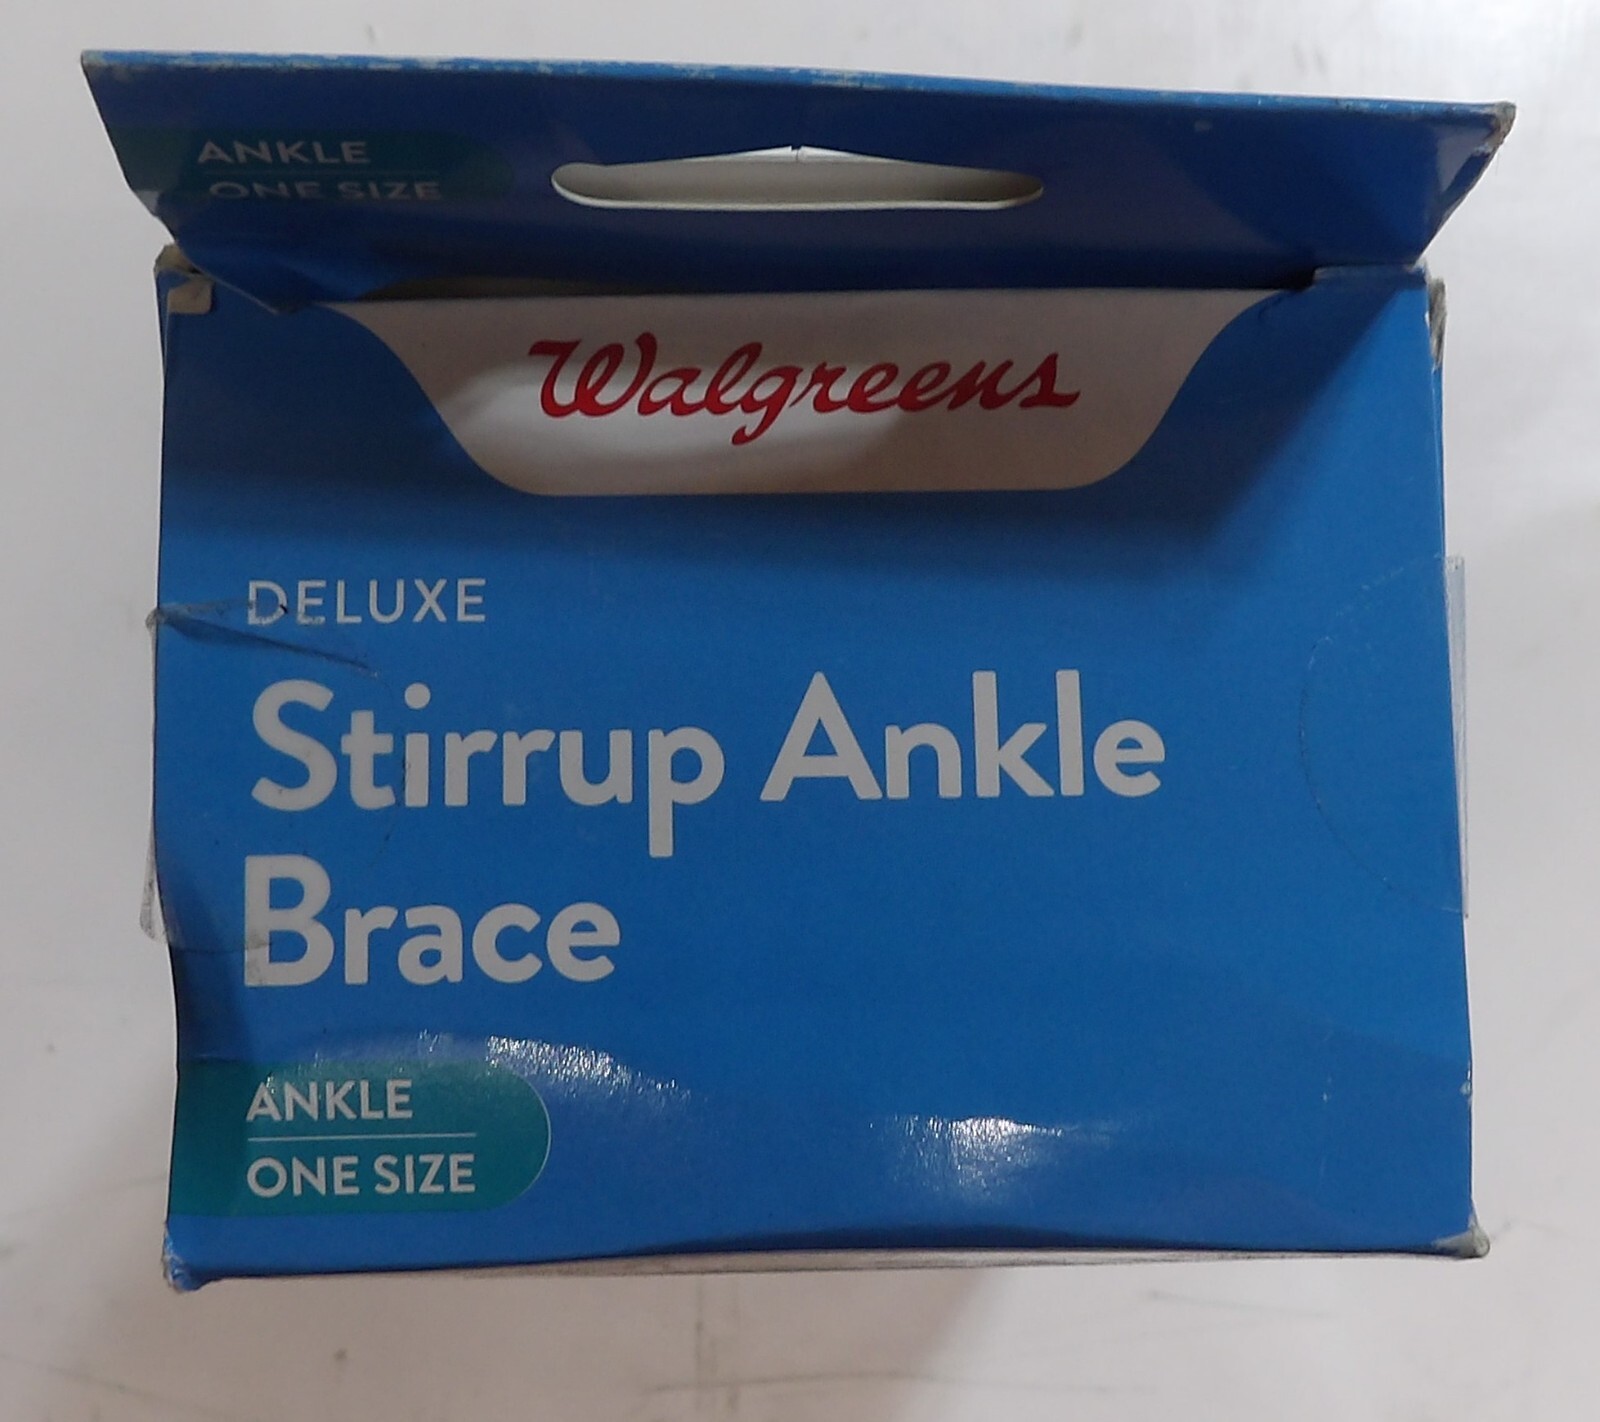 ANKLE
ONE SIZE
Walgreens
DELUXE
Stirrup Ankle
Brace
ANKLE
ONE SIZE